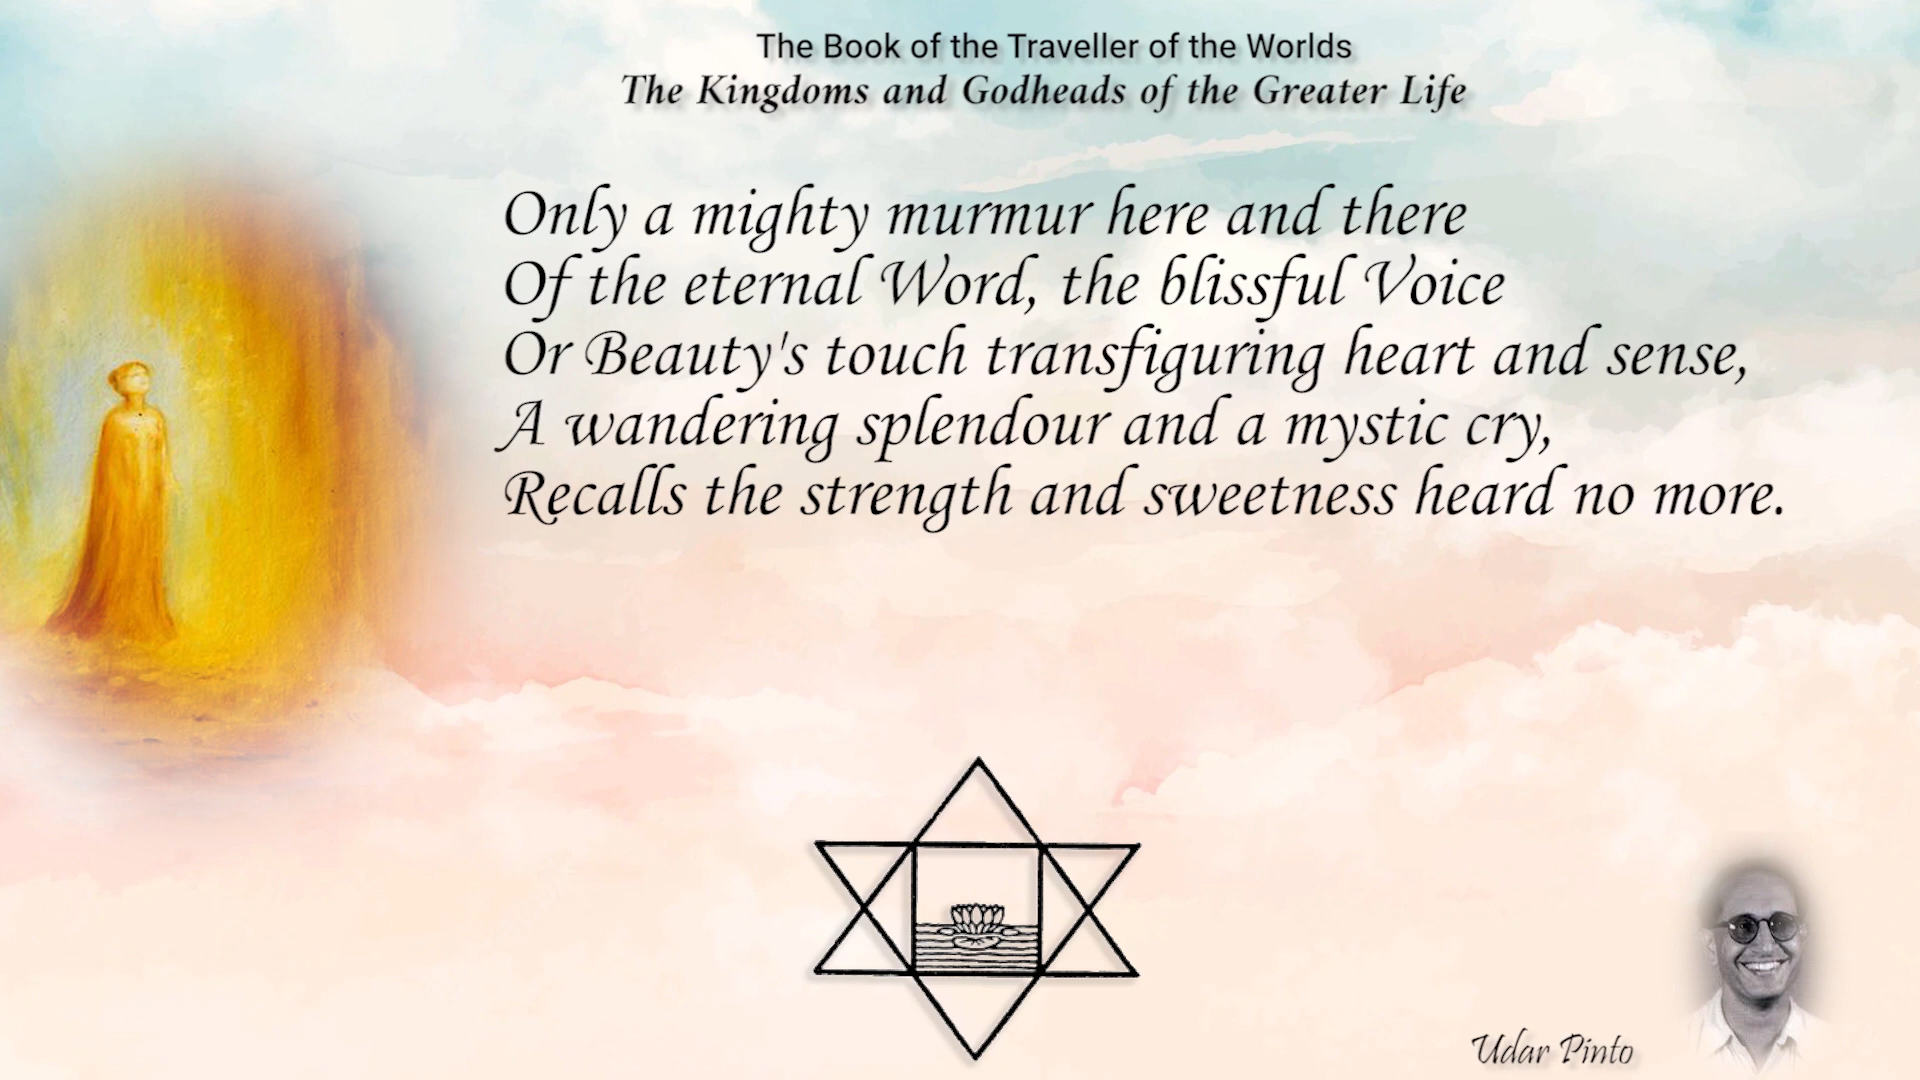 The Book of the Traveller of the Worlds
The Kingdoms and Godheads of the Greater Life
Only a mighty murmur here and there
Of the eternal Word, the blissful Voice
Or Beauty's touch transfiguring heart and sense,
A wandering splendour and a mystic cry,
Recalls the strength and sweetness heard no more.
Udar Pinto